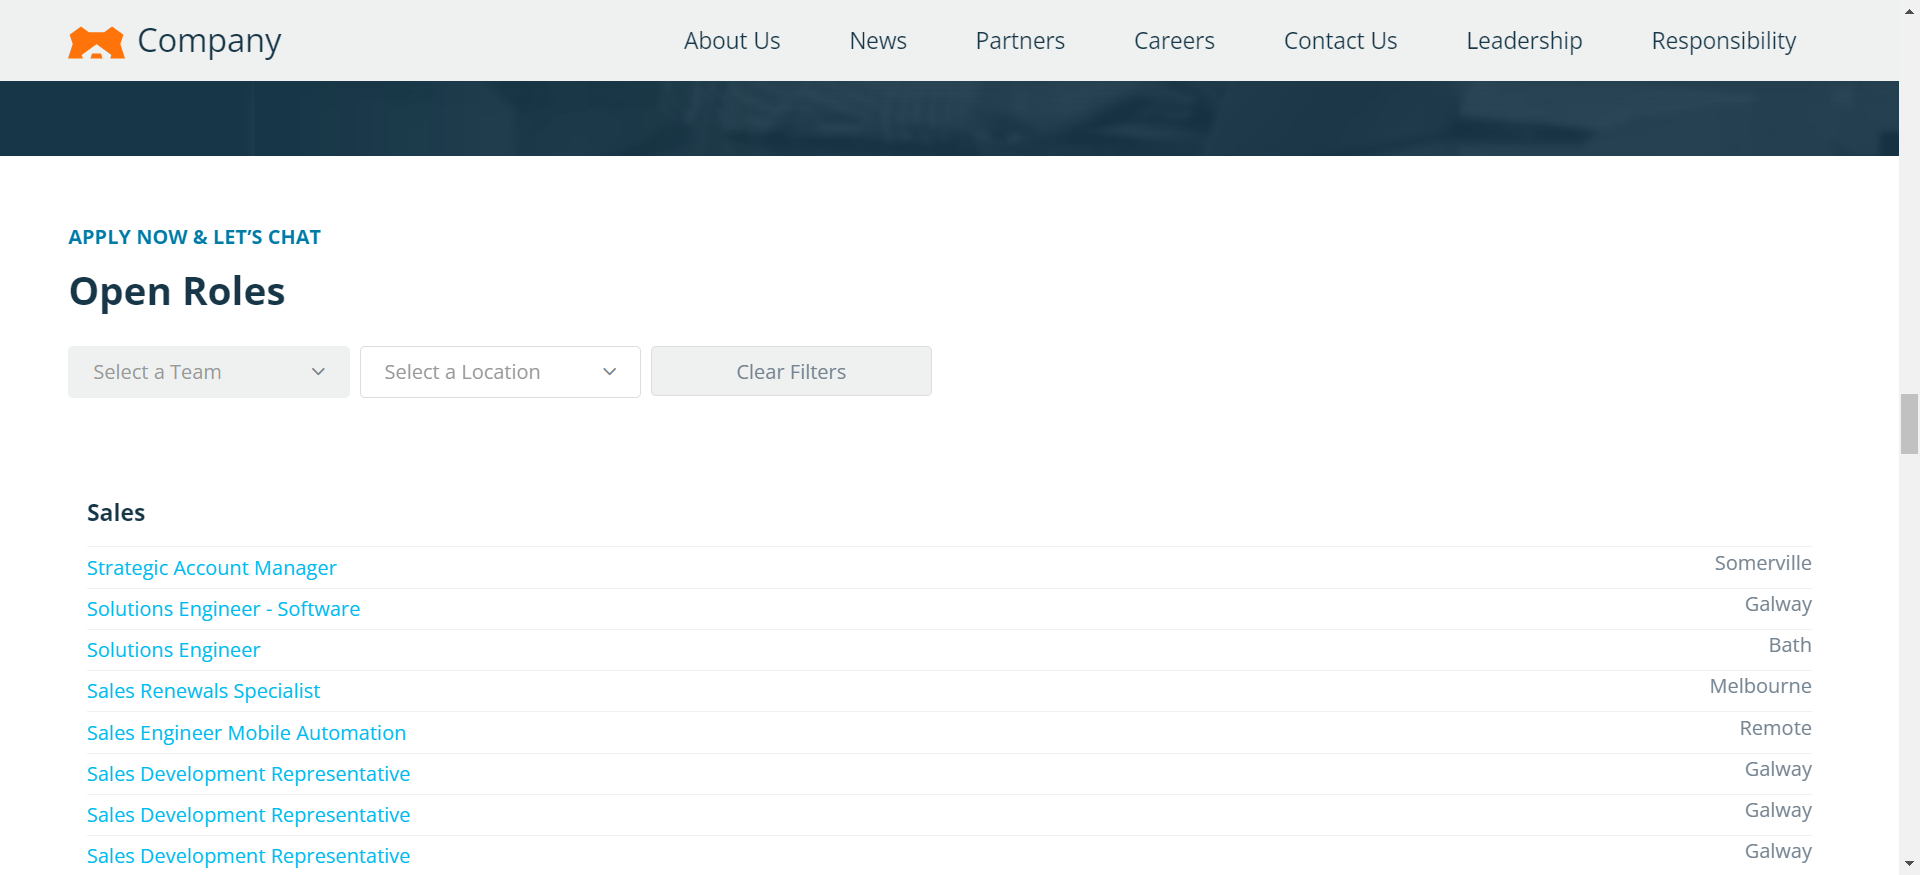 Company
About Us
News
Partners
Careers
Contact Us
Leadership
Responsibility
APPLY NOW & LET’S CHAT
Open Roles
Select a Team
Select a Location
Clear Filters
Sales
Strategic Account Manager
Somerville
Solutions Engineer - Software
Galway
Solutions Engineer
Bath
Sales Renewals Specialist
Melbourne
Sales Engineer Mobile Automation
Remote
Sales Development Representative
Galway
Sales Development Representative
Galway
Sales Development Representative
Galway